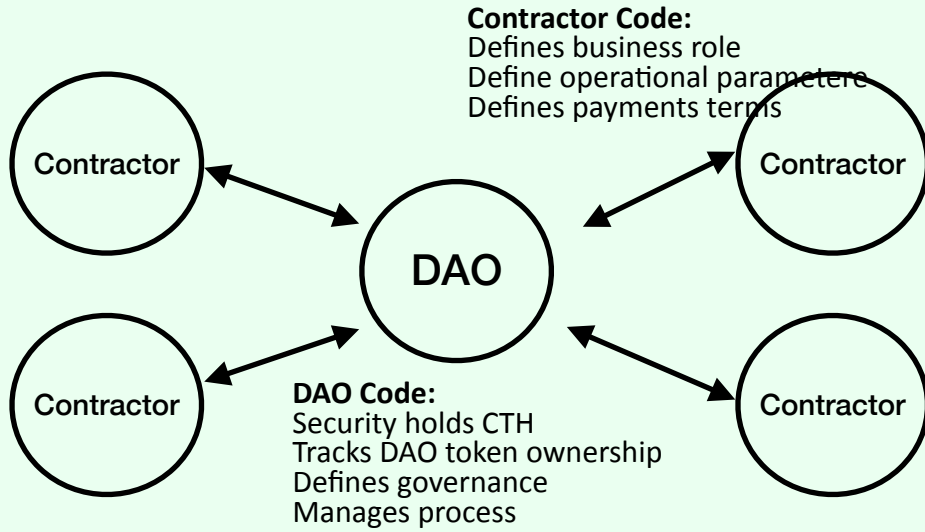 Contractor Code:
Defines business role
Define operational parametere
Defines payments terms
Contractor
Contractor
DAO
Contractor
Contractor
DAO Code:
Security holds CTH
Tracks DAO token ownership
Defines governance
Manages process